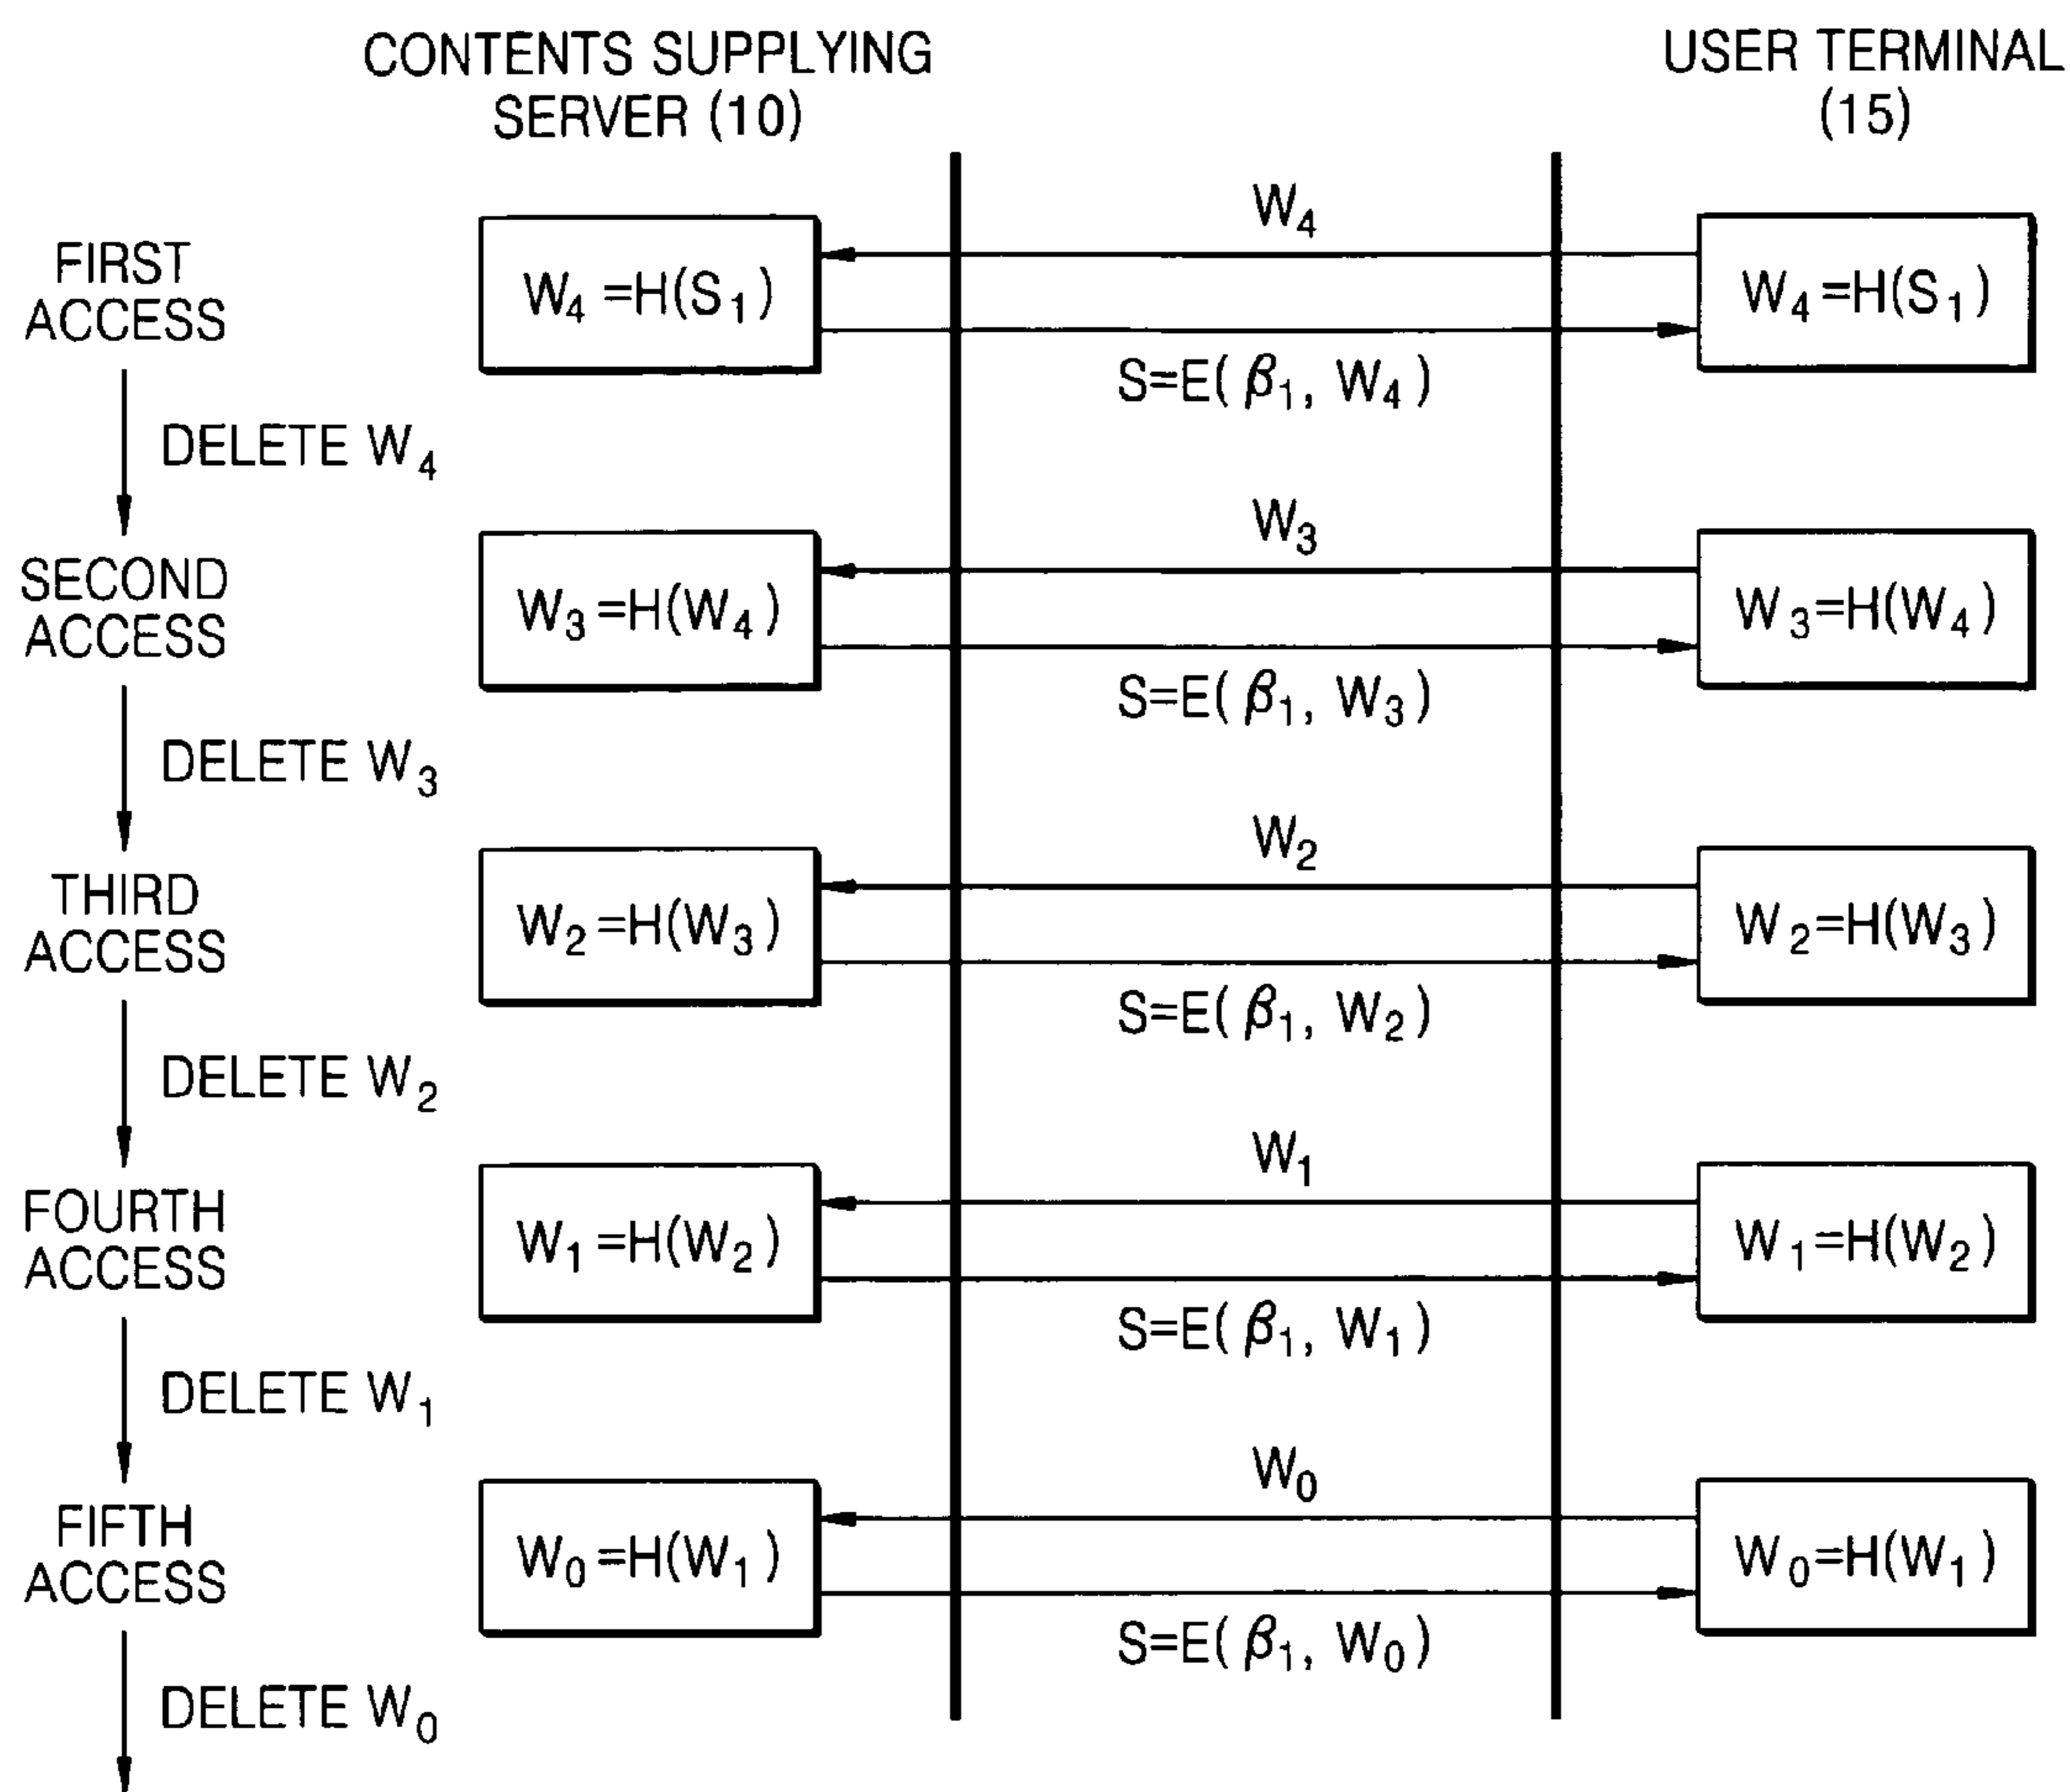 CONTENTS SUPPLYING
SERVER (10)
USER TERMINAL
(15)
FIRST
ACCESS
W₄ =H(S₁)
W₄
S=E( β₁, W₄ )
W₄=H(S₁)
DELETE W₄
SECOND
ACCESS
W₃ =H(W₄)
W₃
S=E( β₁, W₃ )
W₃=H(W₄)
DELETE W₃
THIRD
ACCESS
W₂ =H(W₃)
W₂
S=E( β₁, W₂ )
W₂=H(W₃)
DELETE W₂
FOURTH
ACCESS
W₁ =H(W₂)
W₁
S=E( β₁, W₁ )
W₁=H(W₂)
DELETE W₁
FIFTH
ACCESS
W₀=H(W₁)
W₀
S=E( β₁, W₀ )
W₀=H(W₁)
DELETE W₀